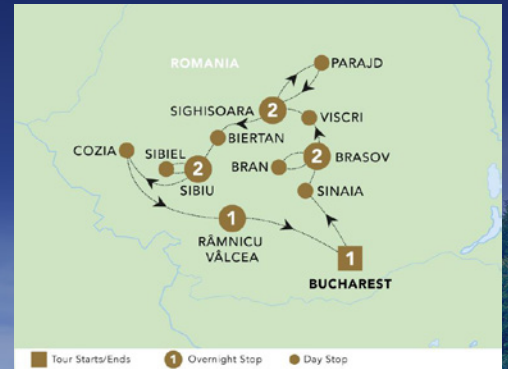 ROMANIA
PARAJD
SIGHISOARA
2
VISCRI
BIERTAN
COZIA
SIBIEL
2
SIBIU
BRAN
2
BRASOV
SINAIA
1
RÂMNICU
VÂLCEA
1
BUCHAREST
Tour Starts/Ends
1 Overnight Stop
Day Stop